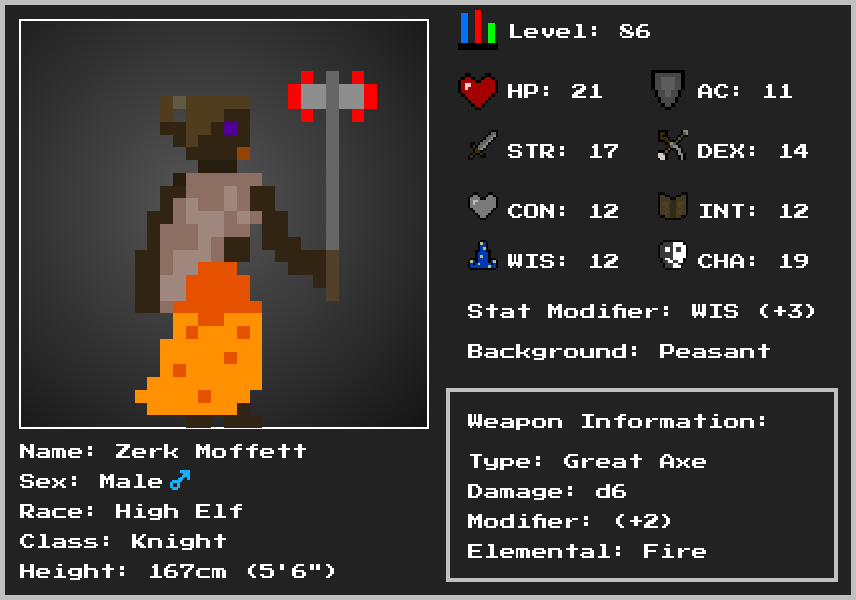 Level: 86
HP: 21
AC: 11
STR: 17
DEX: 14
CON: 12
INT: 12
WIS: 12
CHA: 19
Stat Modifier: WIS (+3)
Background: Peasant
Name: Zerk Moffett
Sex: Male♂
Race: High Elf
Class: Knight
Height: 167cm (5'6")
Weapon Information:
Type: Great Axe
Damage: d6
Modifier: (+2)
Elemental: Fire